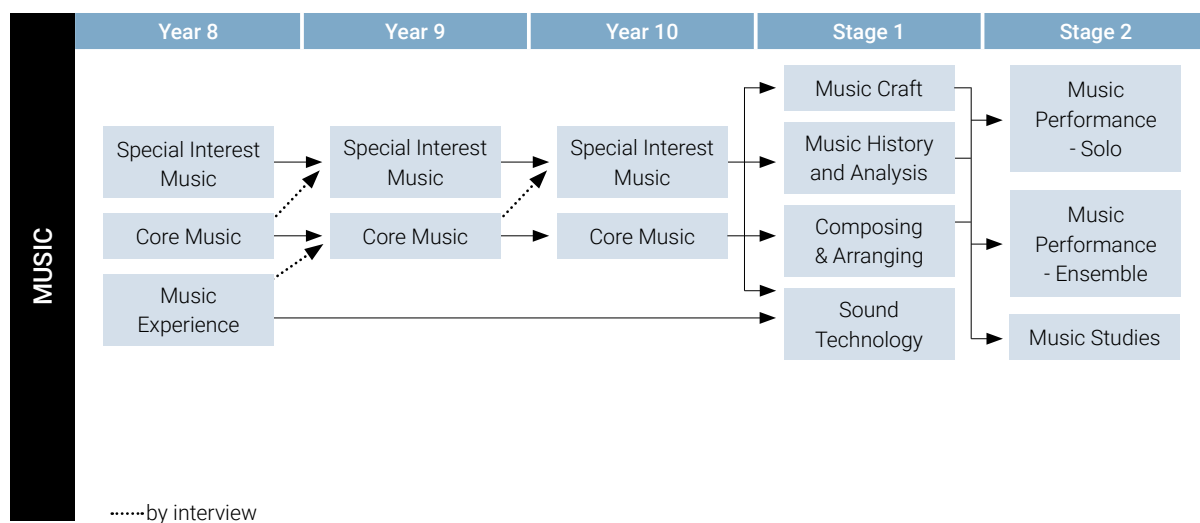 MUSIC
Year 8
Year 9
Year 10
Stage 1
Stage 2
Special Interest
Music
Core Music
Music
Experience
Special Interest
Music
Core Music
Special Interest
Music
Core Music
Music Craft
Music History
and Analysis
Composing
& Arranging
Sound
Technology
Music
Performance
- Solo
Music
Performance
- Ensemble
Music Studies
by interview